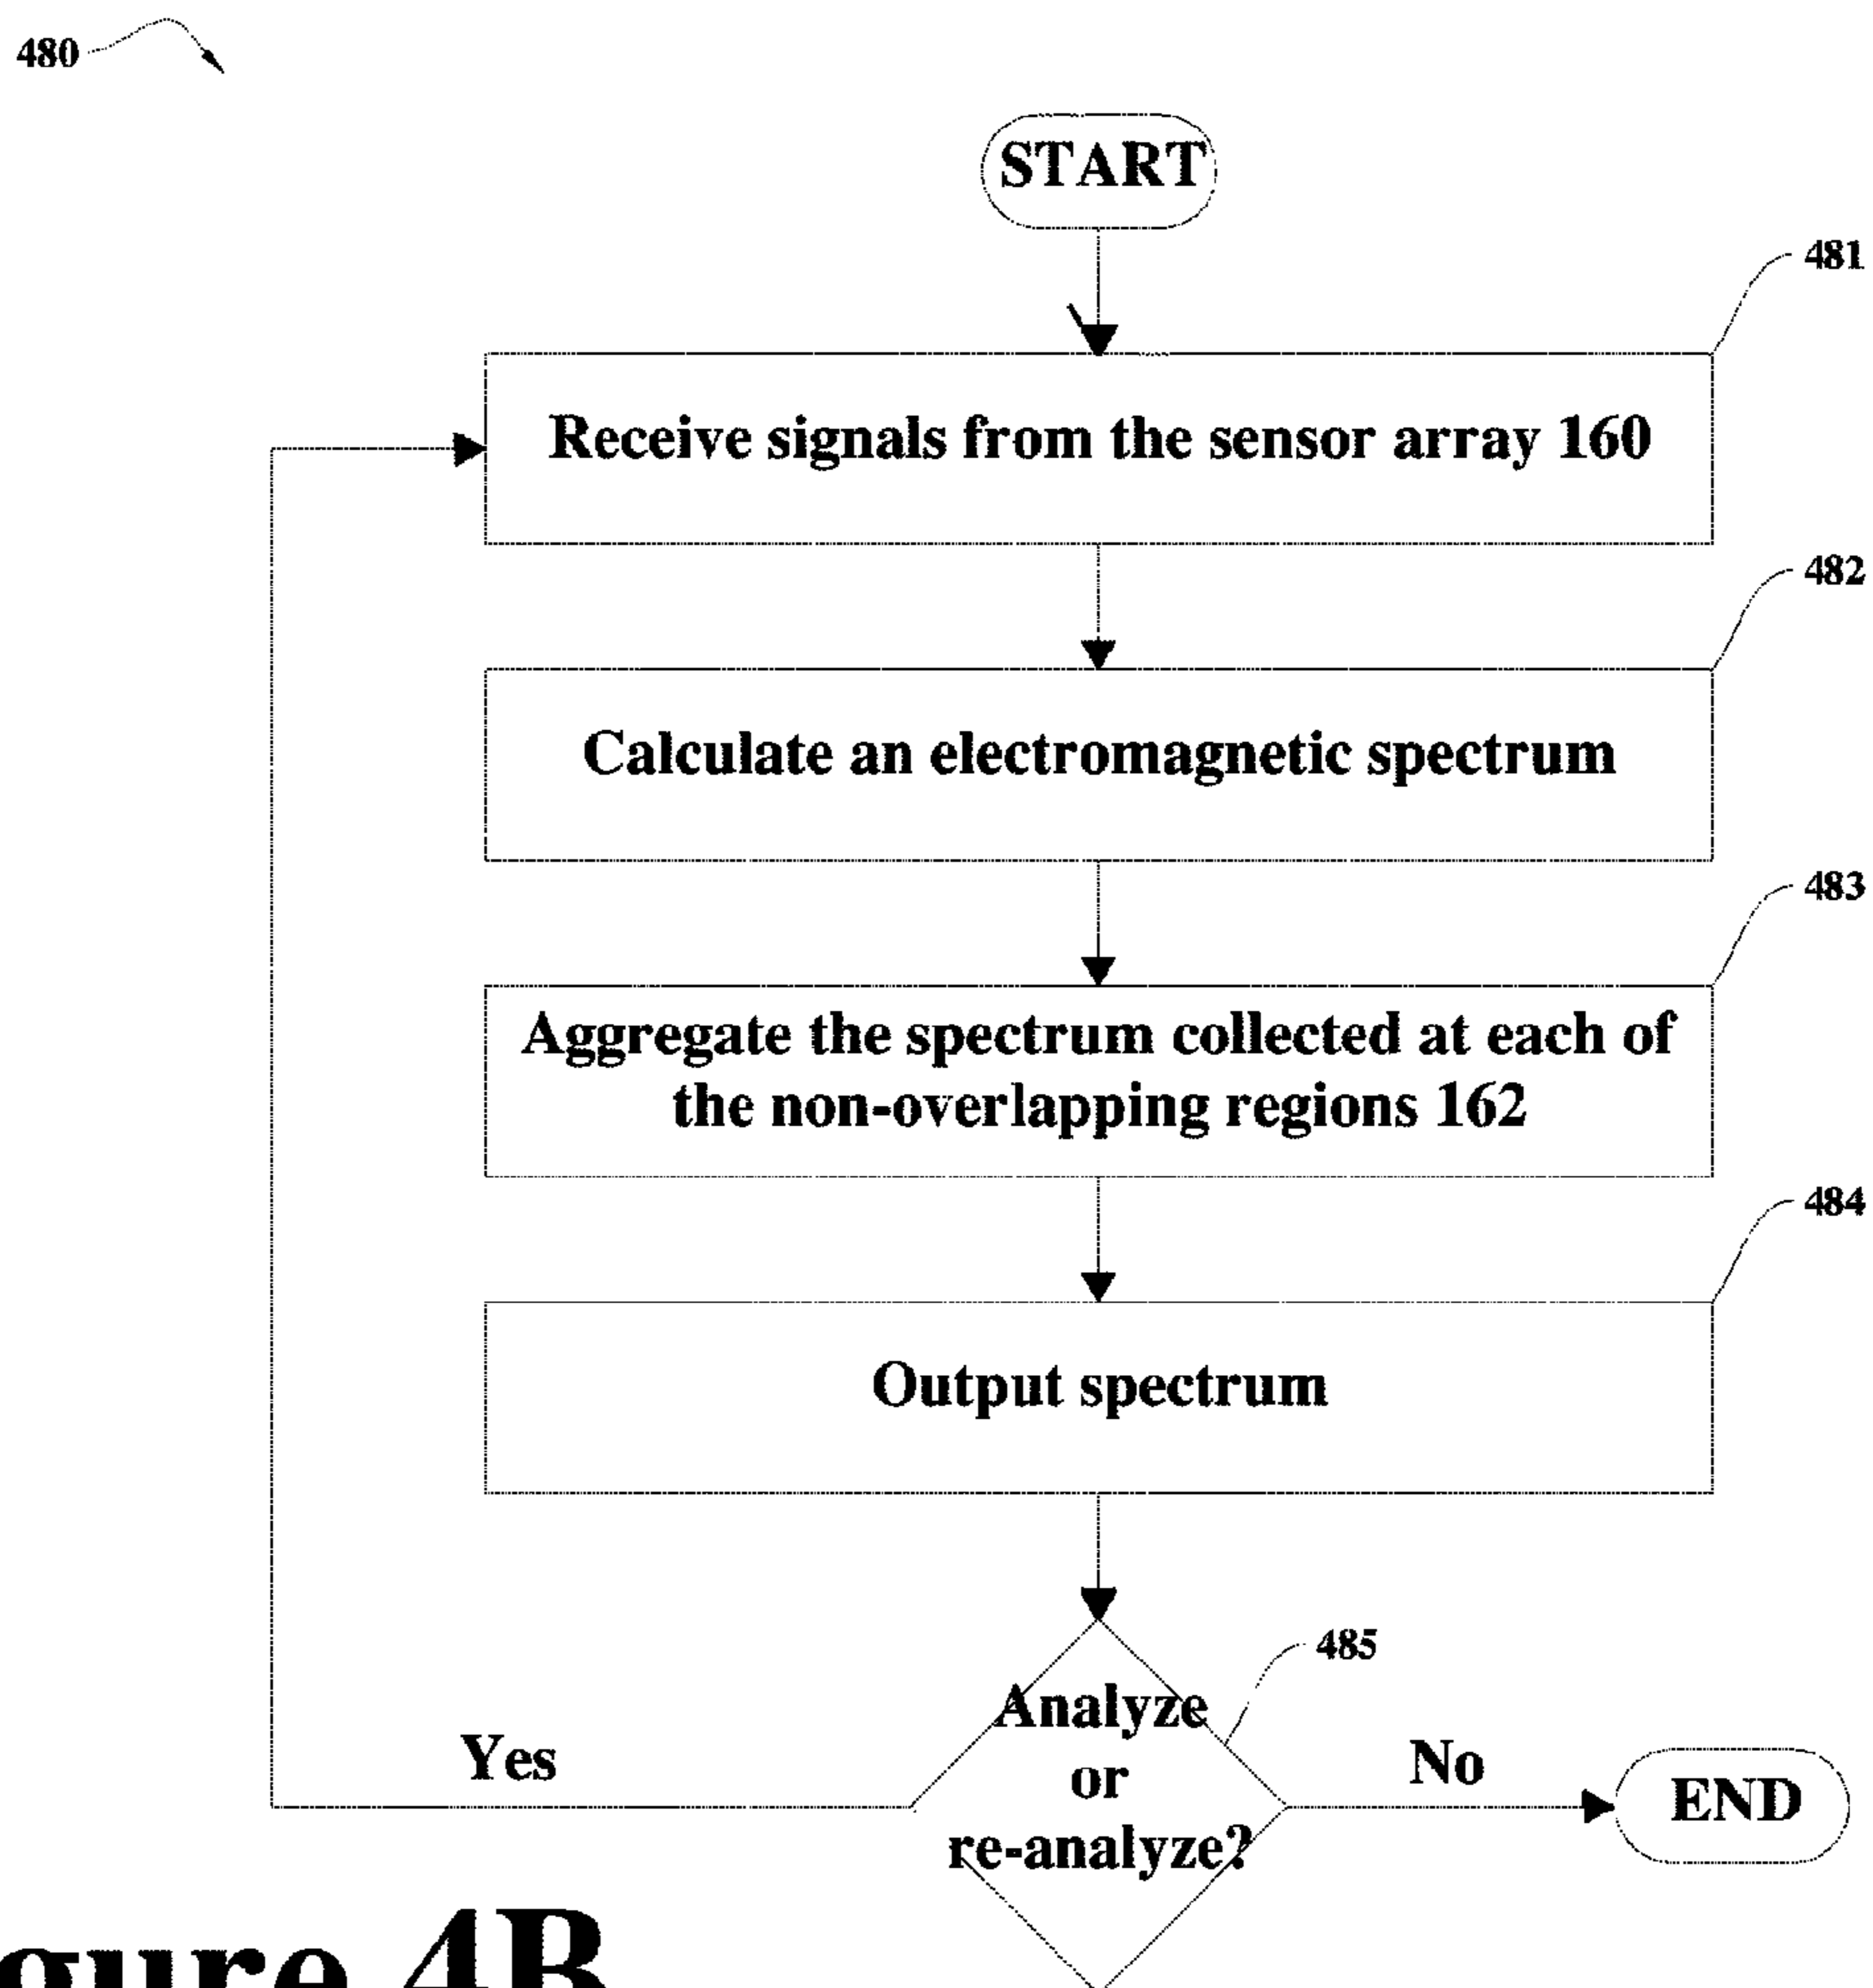 480
START
481
Receive signals from the sensor array 160
482
Calculate an electromagnetic spectrum
483
Aggregate the spectrum collected at each of
the non-overlapping regions 162
484
Output spectrum
485
Analyze
or
re-analyze?
Yes
No
END
gure 4B